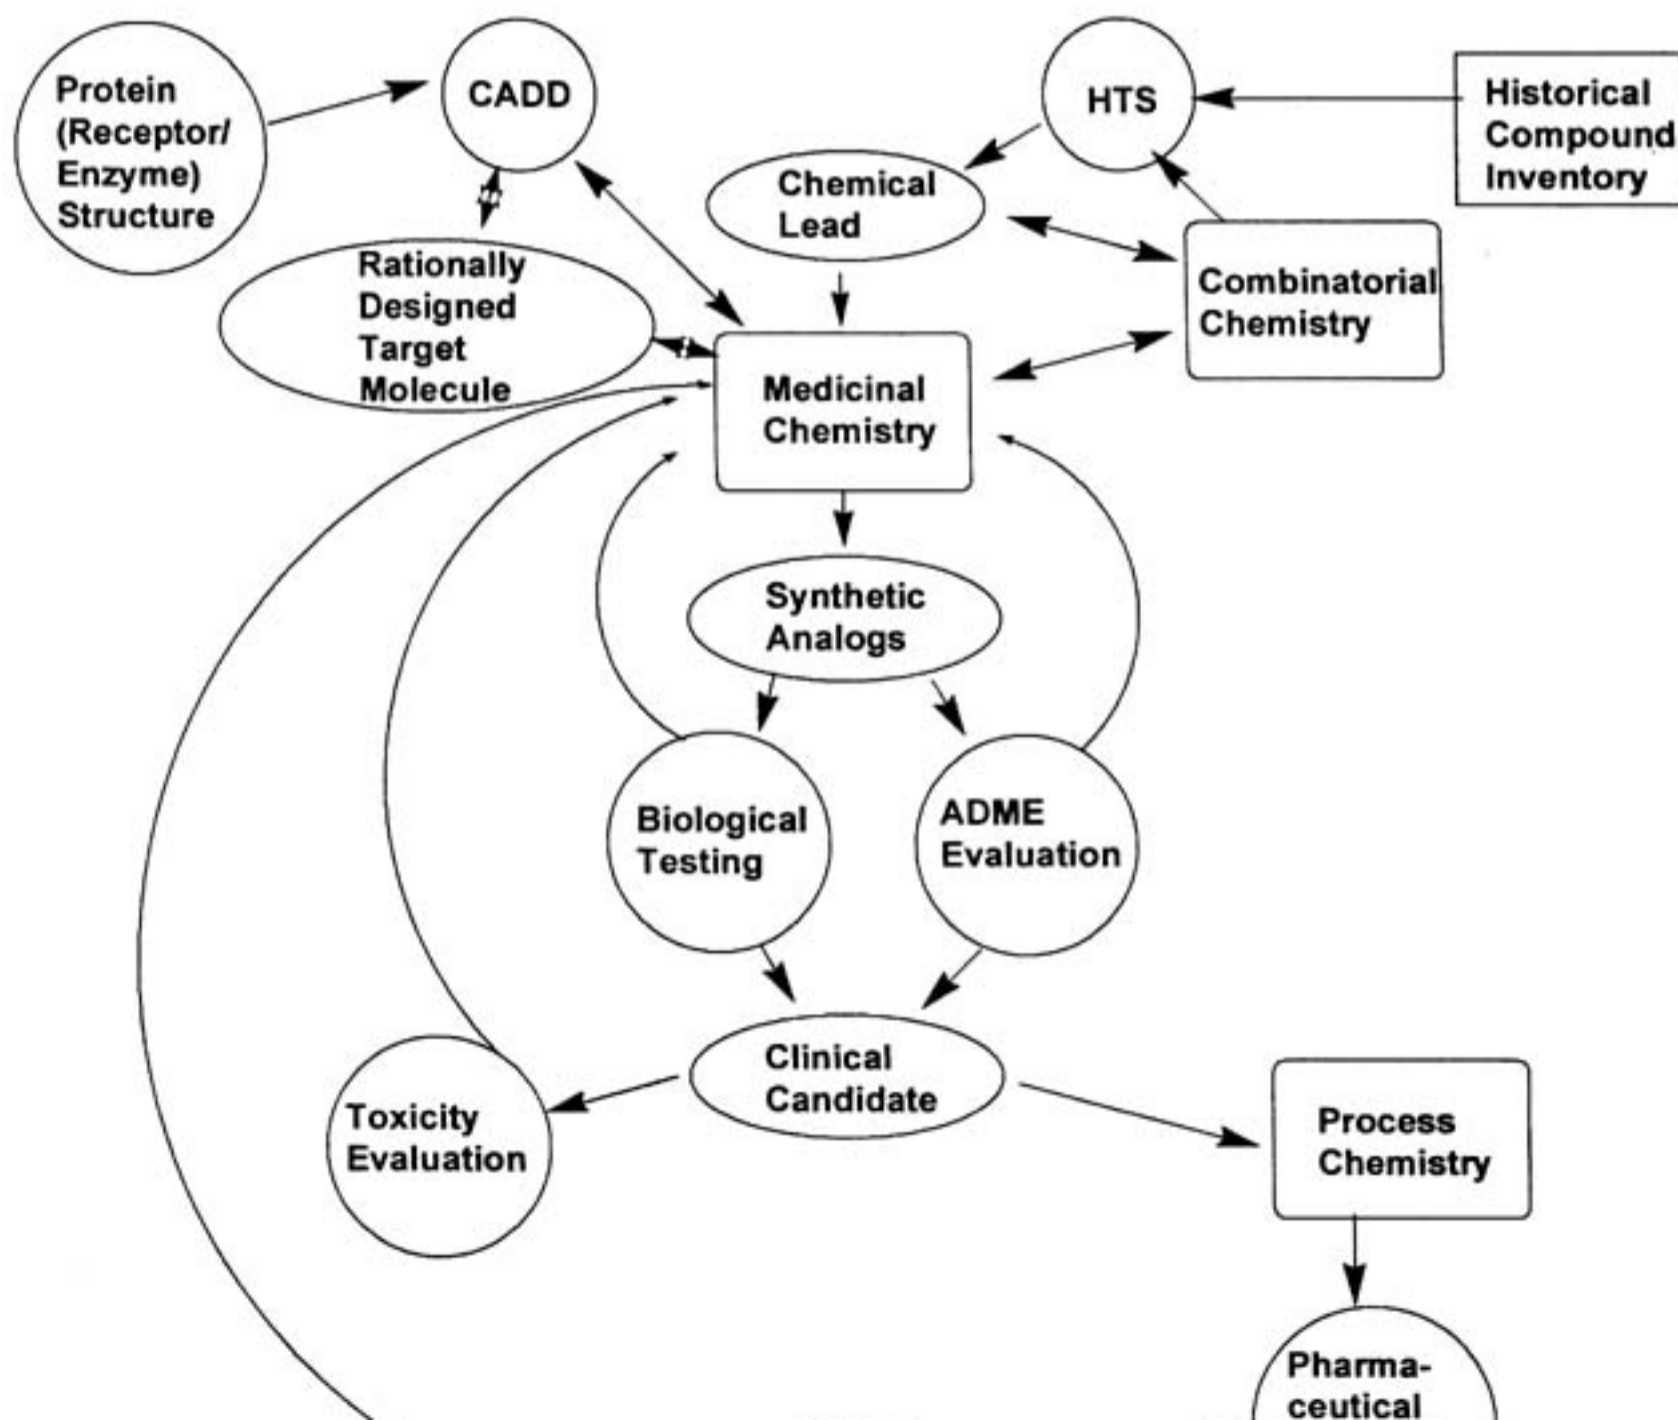 Protein
(Receptor/
Enzyme)
Structure
CADD
HTS
Historical
Compound
Inventory
Chemical
Lead
Combinatorial
Chemistry
Rationally
Designed
Target
Molecule
Medicinal
Chemistry
Synthetic
Analogs
Biological
Testing
ADME
Evaluation
Clinical
Candidate
Toxicity
Evaluation
Process
Chemistry
Pharma-
ceutical